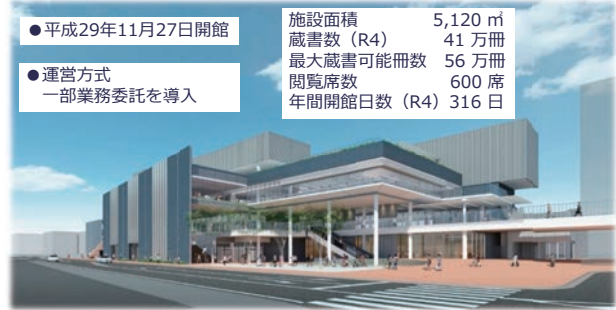 ●平成29年11月27日開館
●運営方式
一部業務委託を導入
施設面積 5,120 ㎡
蔵書数（R4） 41 万冊
最大蔵書可能冊数 56 万冊
閲覧席数 600 席
年間開館日数（R4）316 日